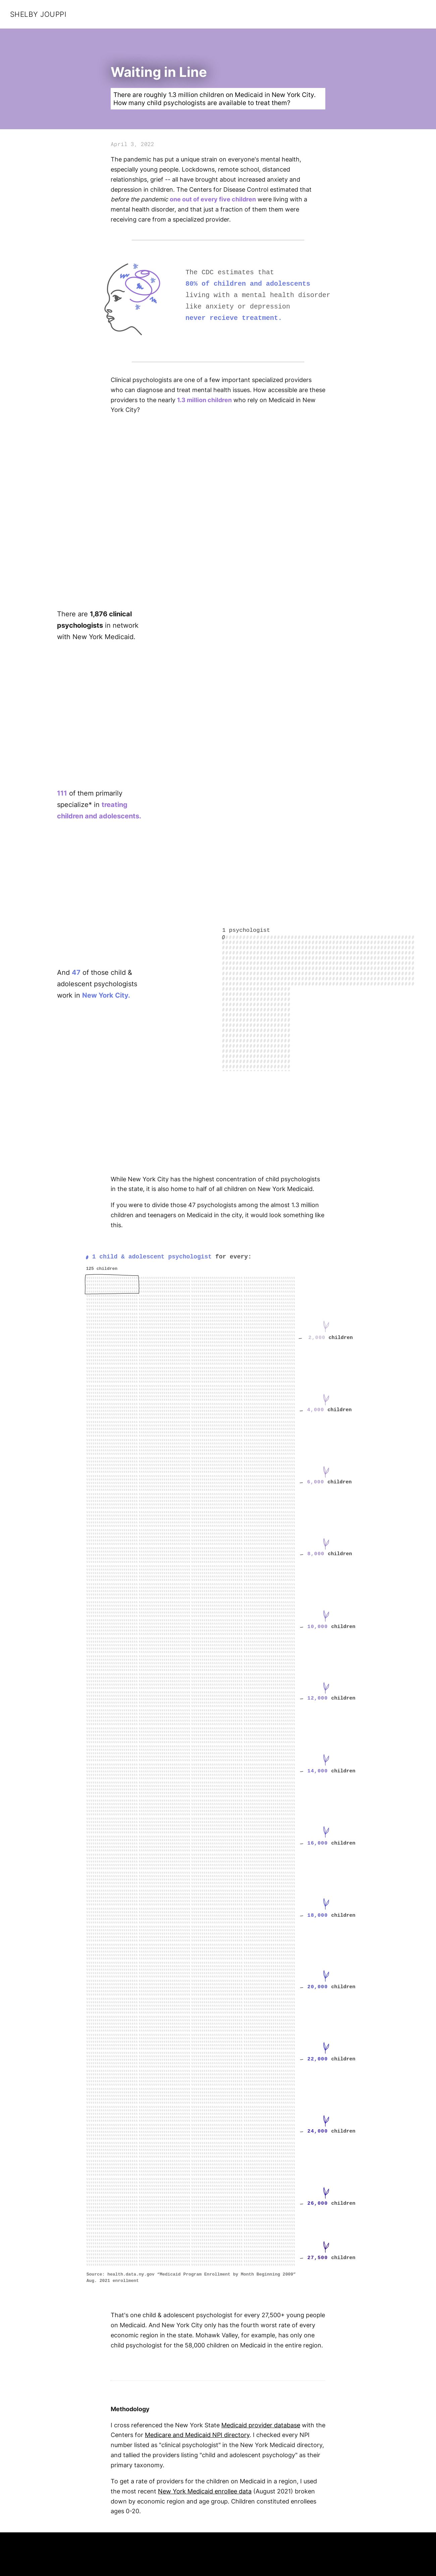 SHELBY JOUPPI
Waiting in Line
There are roughly 1.3 million children on Medicaid in New York City.
How many child psychologists are available to treat them?
April 3, 2022
The pandemic has put a unique strain on everyone's mental health,
especially young people. Lockdowns, remote school, distanced
relationships, grief -- all have brought about increased anxiety and
depression in children. The Centers for Disease Control estimated that
before the pandemic one out of every five children were living with a
mental health disorder, and that just a fraction of them them were
receiving care from a specialized provider.
The CDC estimates that
80% of children and adolescents
living with a mental health disorder
like anxiety or depression
never recieve treatment.
Clinical psychologists are one of a few important specialized providers
who can diagnose and treat mental health issues. How accessible are these
providers to the nearly 1.3 million children who rely on Medicaid in New
York City?
There are 1,876 clinical
psychologists in network
with New York Medicaid.
111 of them primarily
specialize* in treating
children and adolescents.
1 psychologist
And 47 of those child &
adolescent psychologists
work in New York City.
While New York City has the highest concentration of child psychologists
in the state, it is also home to half of all children on New York Medicaid.
If you were to divide those 47 psychologists among the almost 1.3 million
children and teenagers on Medicaid in the city, it would look something like
this.
1 child & adolescent psychologist for every:
125 children
← 2,000 children
← 4,000 children
← 6,000 children
← 8,000 children
← 10,000 children
← 12,000 children
← 14,000 children
← 16,000 children
← 18,000 children
← 20,000 children
← 22,000 children
← 24,000 children
← 26,000 children
← 27,500 children
Source: health.data.ny.gov "Medicaid Program Enrollment by Month Beginning 2009"
Aug. 2021 enrollment
That's one child & adolescent psychologist for every 27,500+ young people
on Medicaid. And New York City only has the fourth worst rate of every
economic region in the state. Mohawk Valley, for example, has only one
child psychologist for the 58,000 children on Medicaid in the entire region.
Methodology
I cross referenced the New York State Medicaid provider database with the
Centers for Medicare and Medicaid NPI directory. I checked every NPI
number listed as "clinical psychologist" in the New York Medicaid directory,
and tallied the providers listing "child and adolescent psychology" as their
primary taxonomy.
To get a rate of providers for the children on Medicaid in a region, I used
the most recent New York Medicaid enrollee data (August 2021) broken
down by economic region and age group. Children constituted enrollees
ages 0-20.